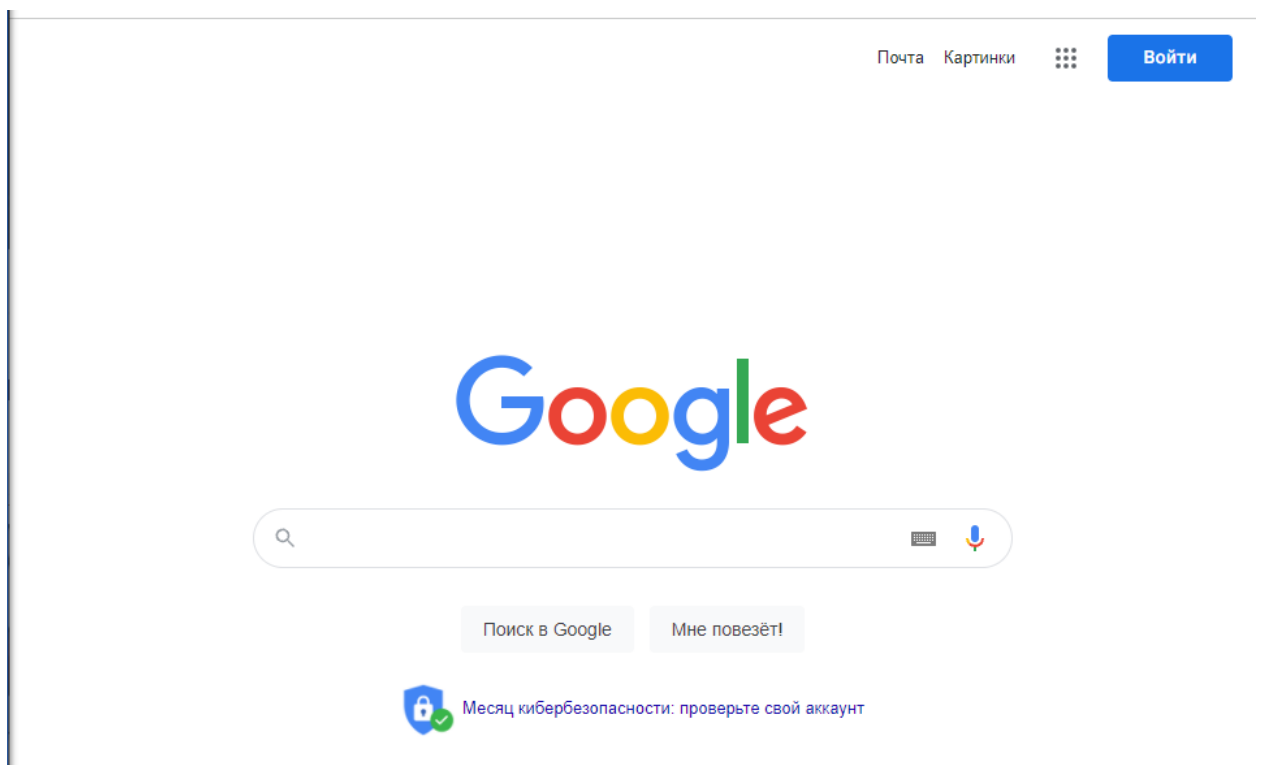 Почта Картинки Войти
Google
Поиск в Google Мне повезёт!
Месяц кибербезопасности: проверьте свой аккаунт